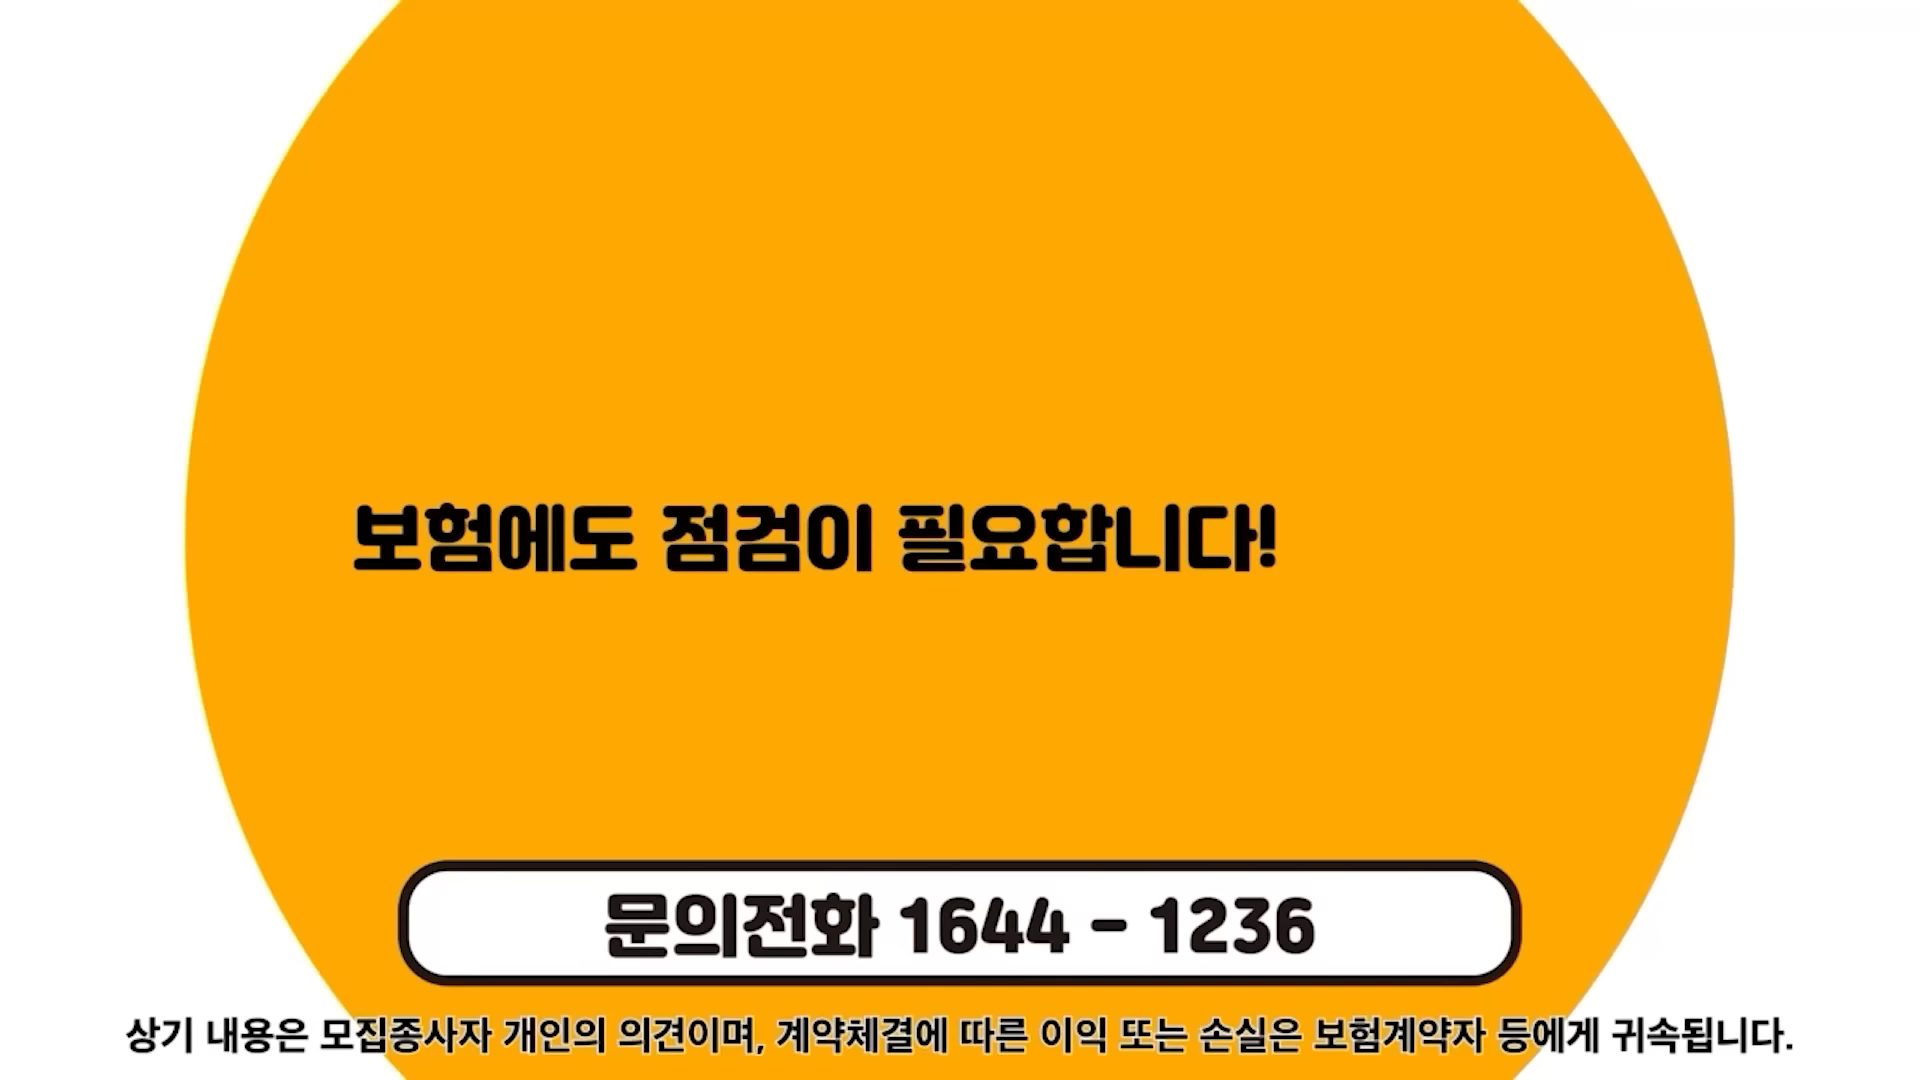 보험에도 점검이 필요합니다!
문의전화 1644 - 1236
상기 내용은 모집종사자 개인의 의견이며, 계약체결에 따른 이익 또는 손실은 보험계약자 등에게 귀속됩니다.